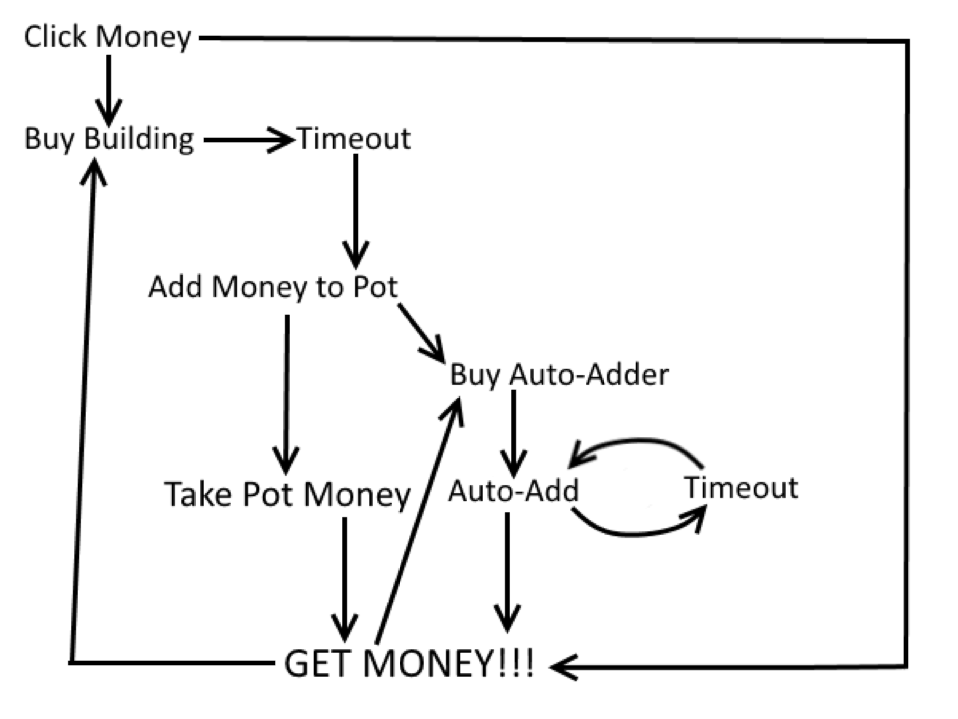 Click Money
Buy Building
Timeout
Add Money to Pot
Buy Auto-Adder
Take Pot Money
Auto-Add
Timeout
GET MONEY!!!